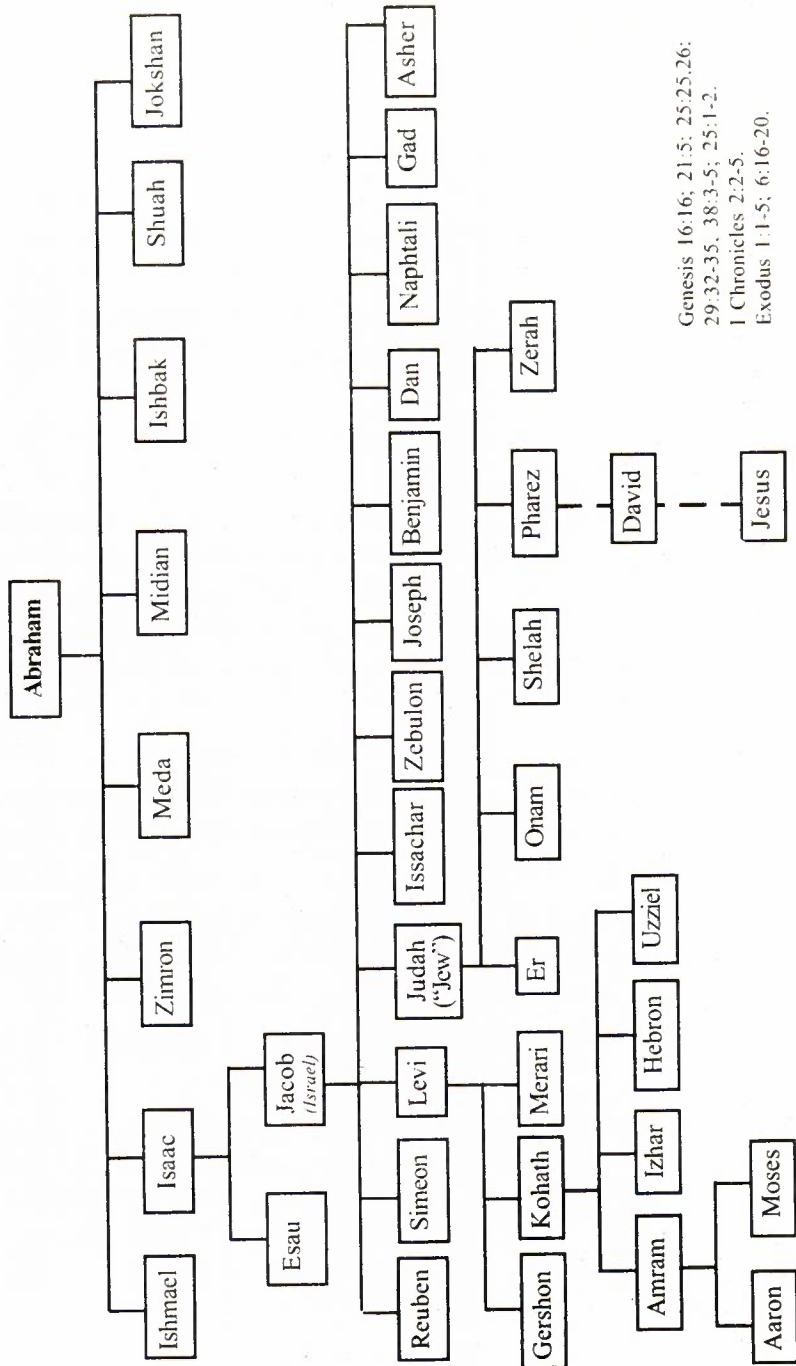 Abraham
Ishmael
Isaac
Zimron
Meda
Midian
Ishbak
Shuah
Jokshan
Esau
Jacob
(Israel)
Reuben
Simeon
Levi
Judah
("Jew")
Issachar
Zebulon
Joseph
Benjamin
Dan
Naphtali
Gad
Asher
Gershon
Kohath
Merari
Er
Onam
Shelah
Pharez
Zerah
Amram
Izhar
Hebron
Uzziel
David
Aaron
Moses
Jesus
Genesis 16:16; 21:5; 25:25.26:
29:32-35. 38:3-5; 25:1-2.
1 Chronicles 2:2-5.
Exodus 1:1-5; 6:16-20.